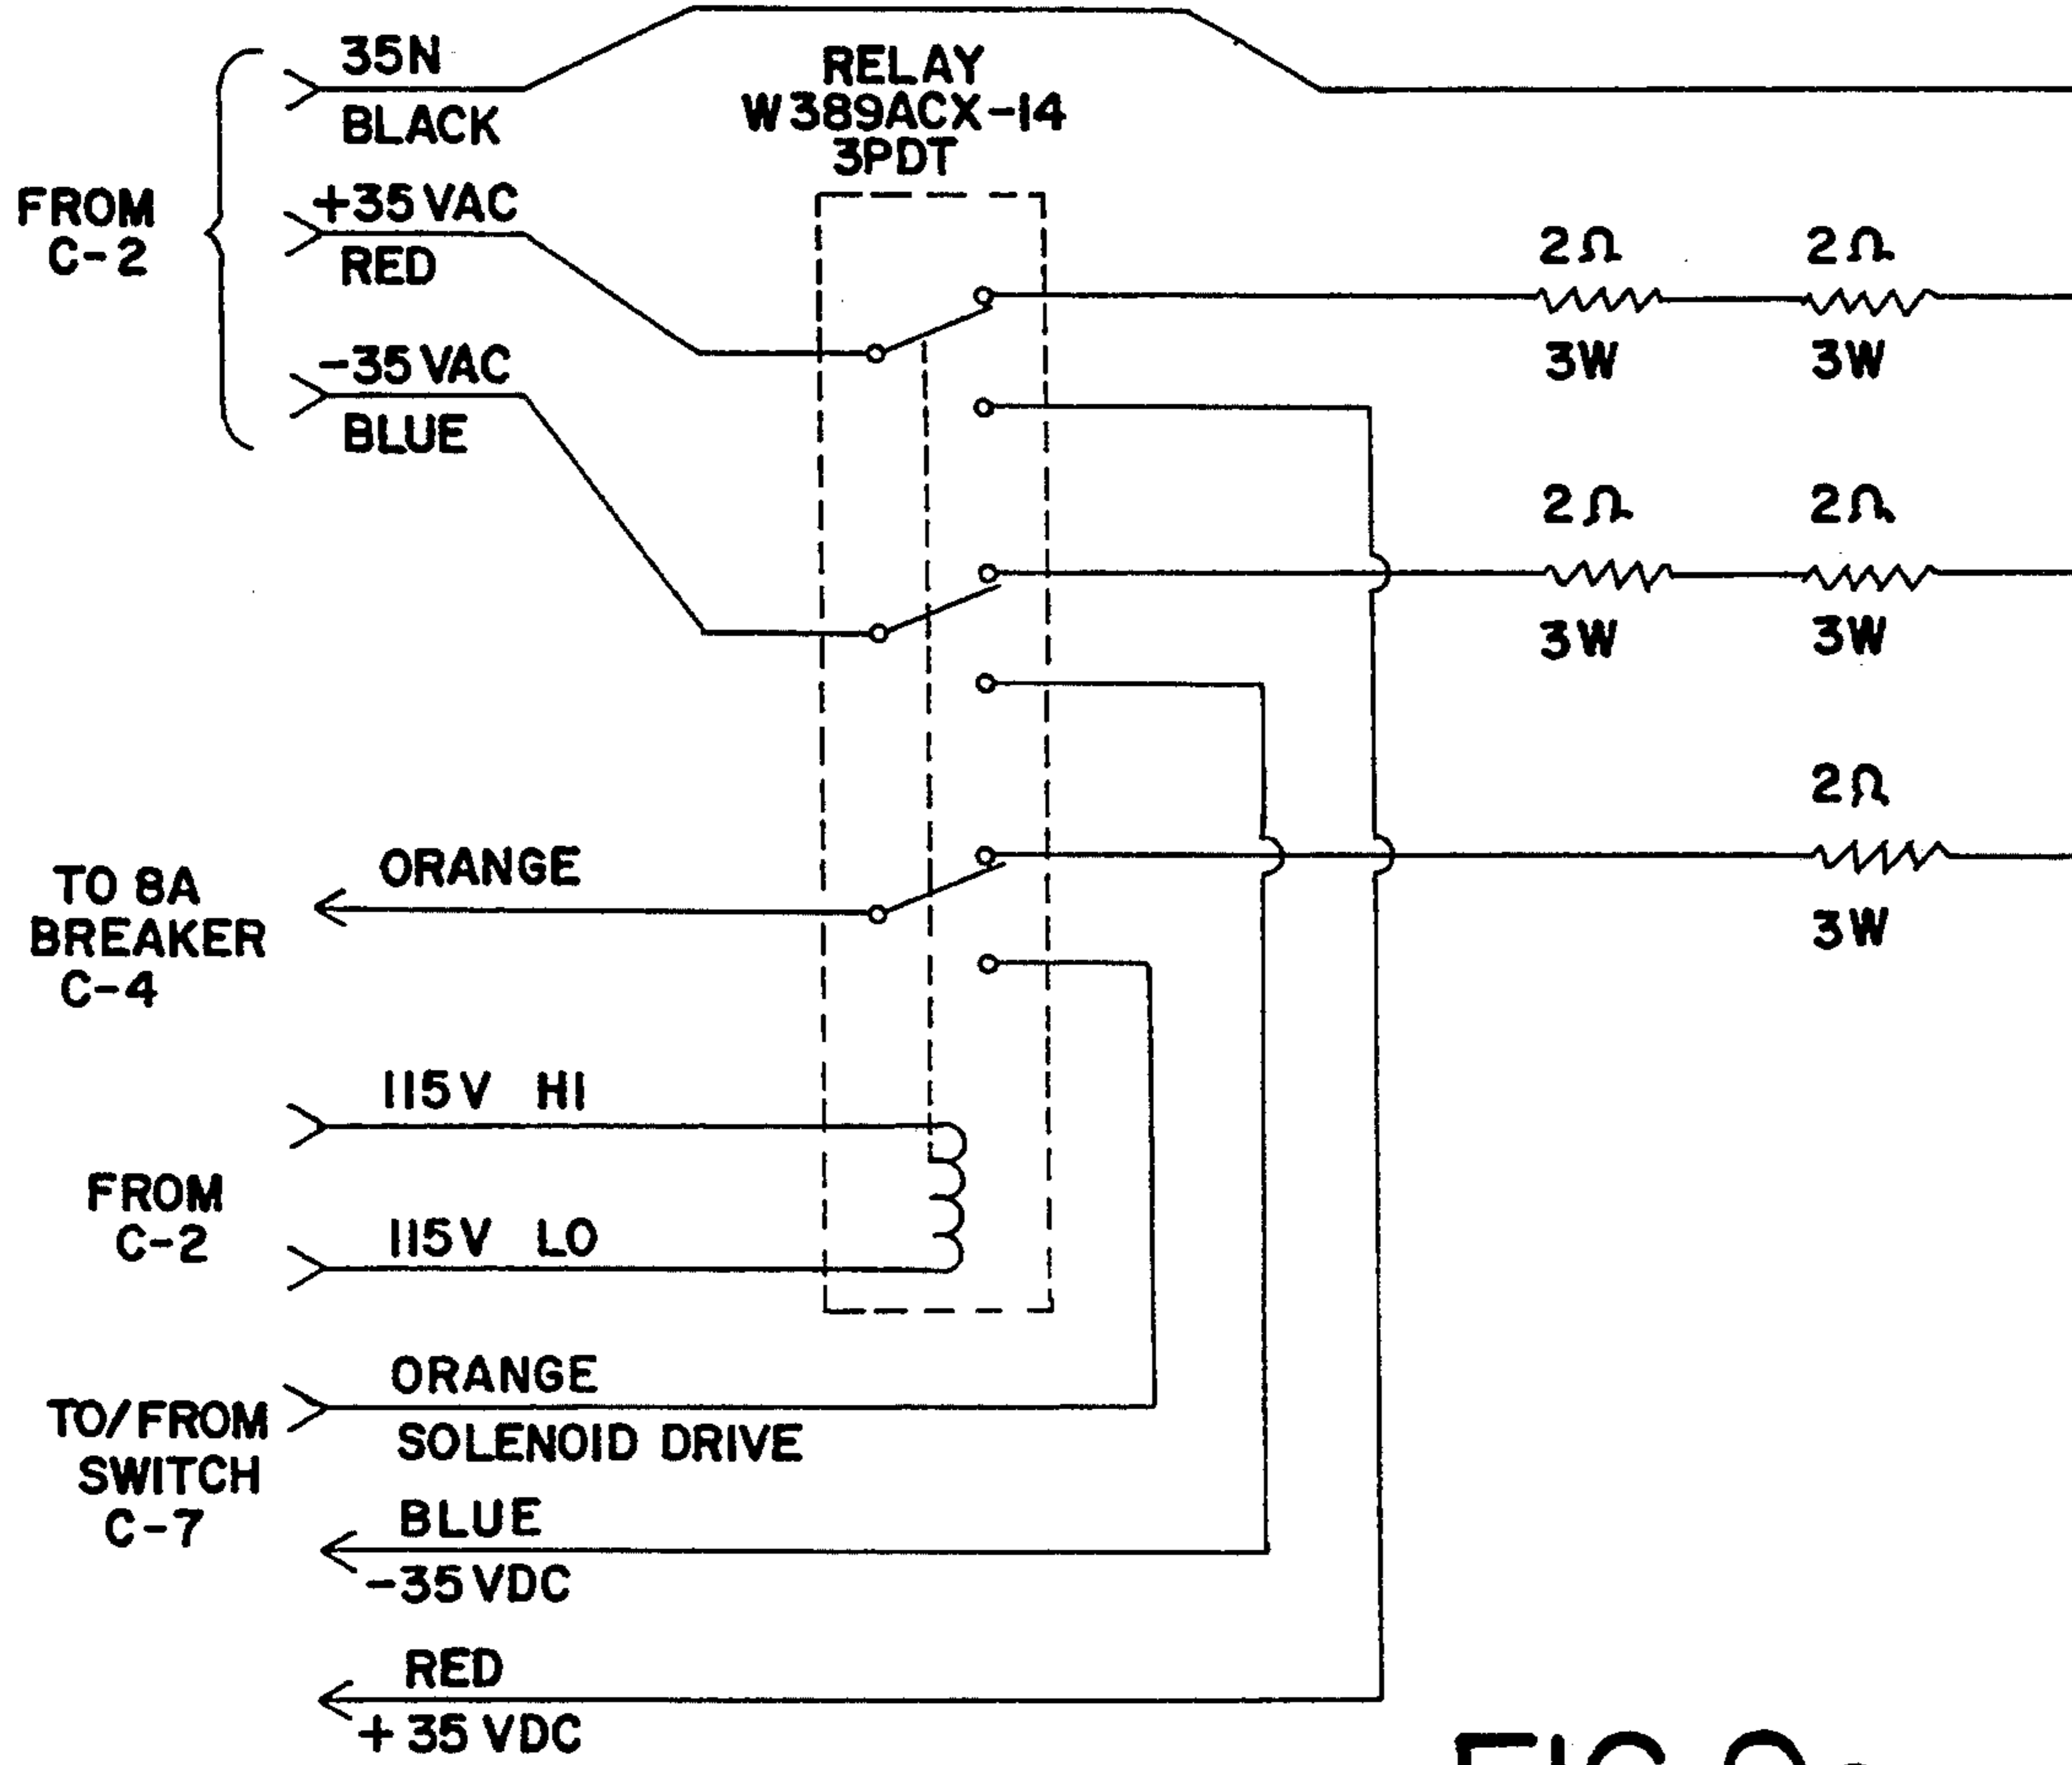 35N
BLACK
FROM
C-2
+35 VAC
RED
-35 VAC
BLUE
RELAY
W389ACX-14
3PDT
2Ω 2Ω
3W 3W
2Ω 2Ω
3W 3W
2Ω
3W
TO 8A
BREAKER
C-4
ORANGE
115V HI
FROM
C-2
115V LO
TO/FROM
SWITCH
C-7
ORANGE
SOLENOID DRIVE
BLUE
-35 VDC
RED
+35 VDC